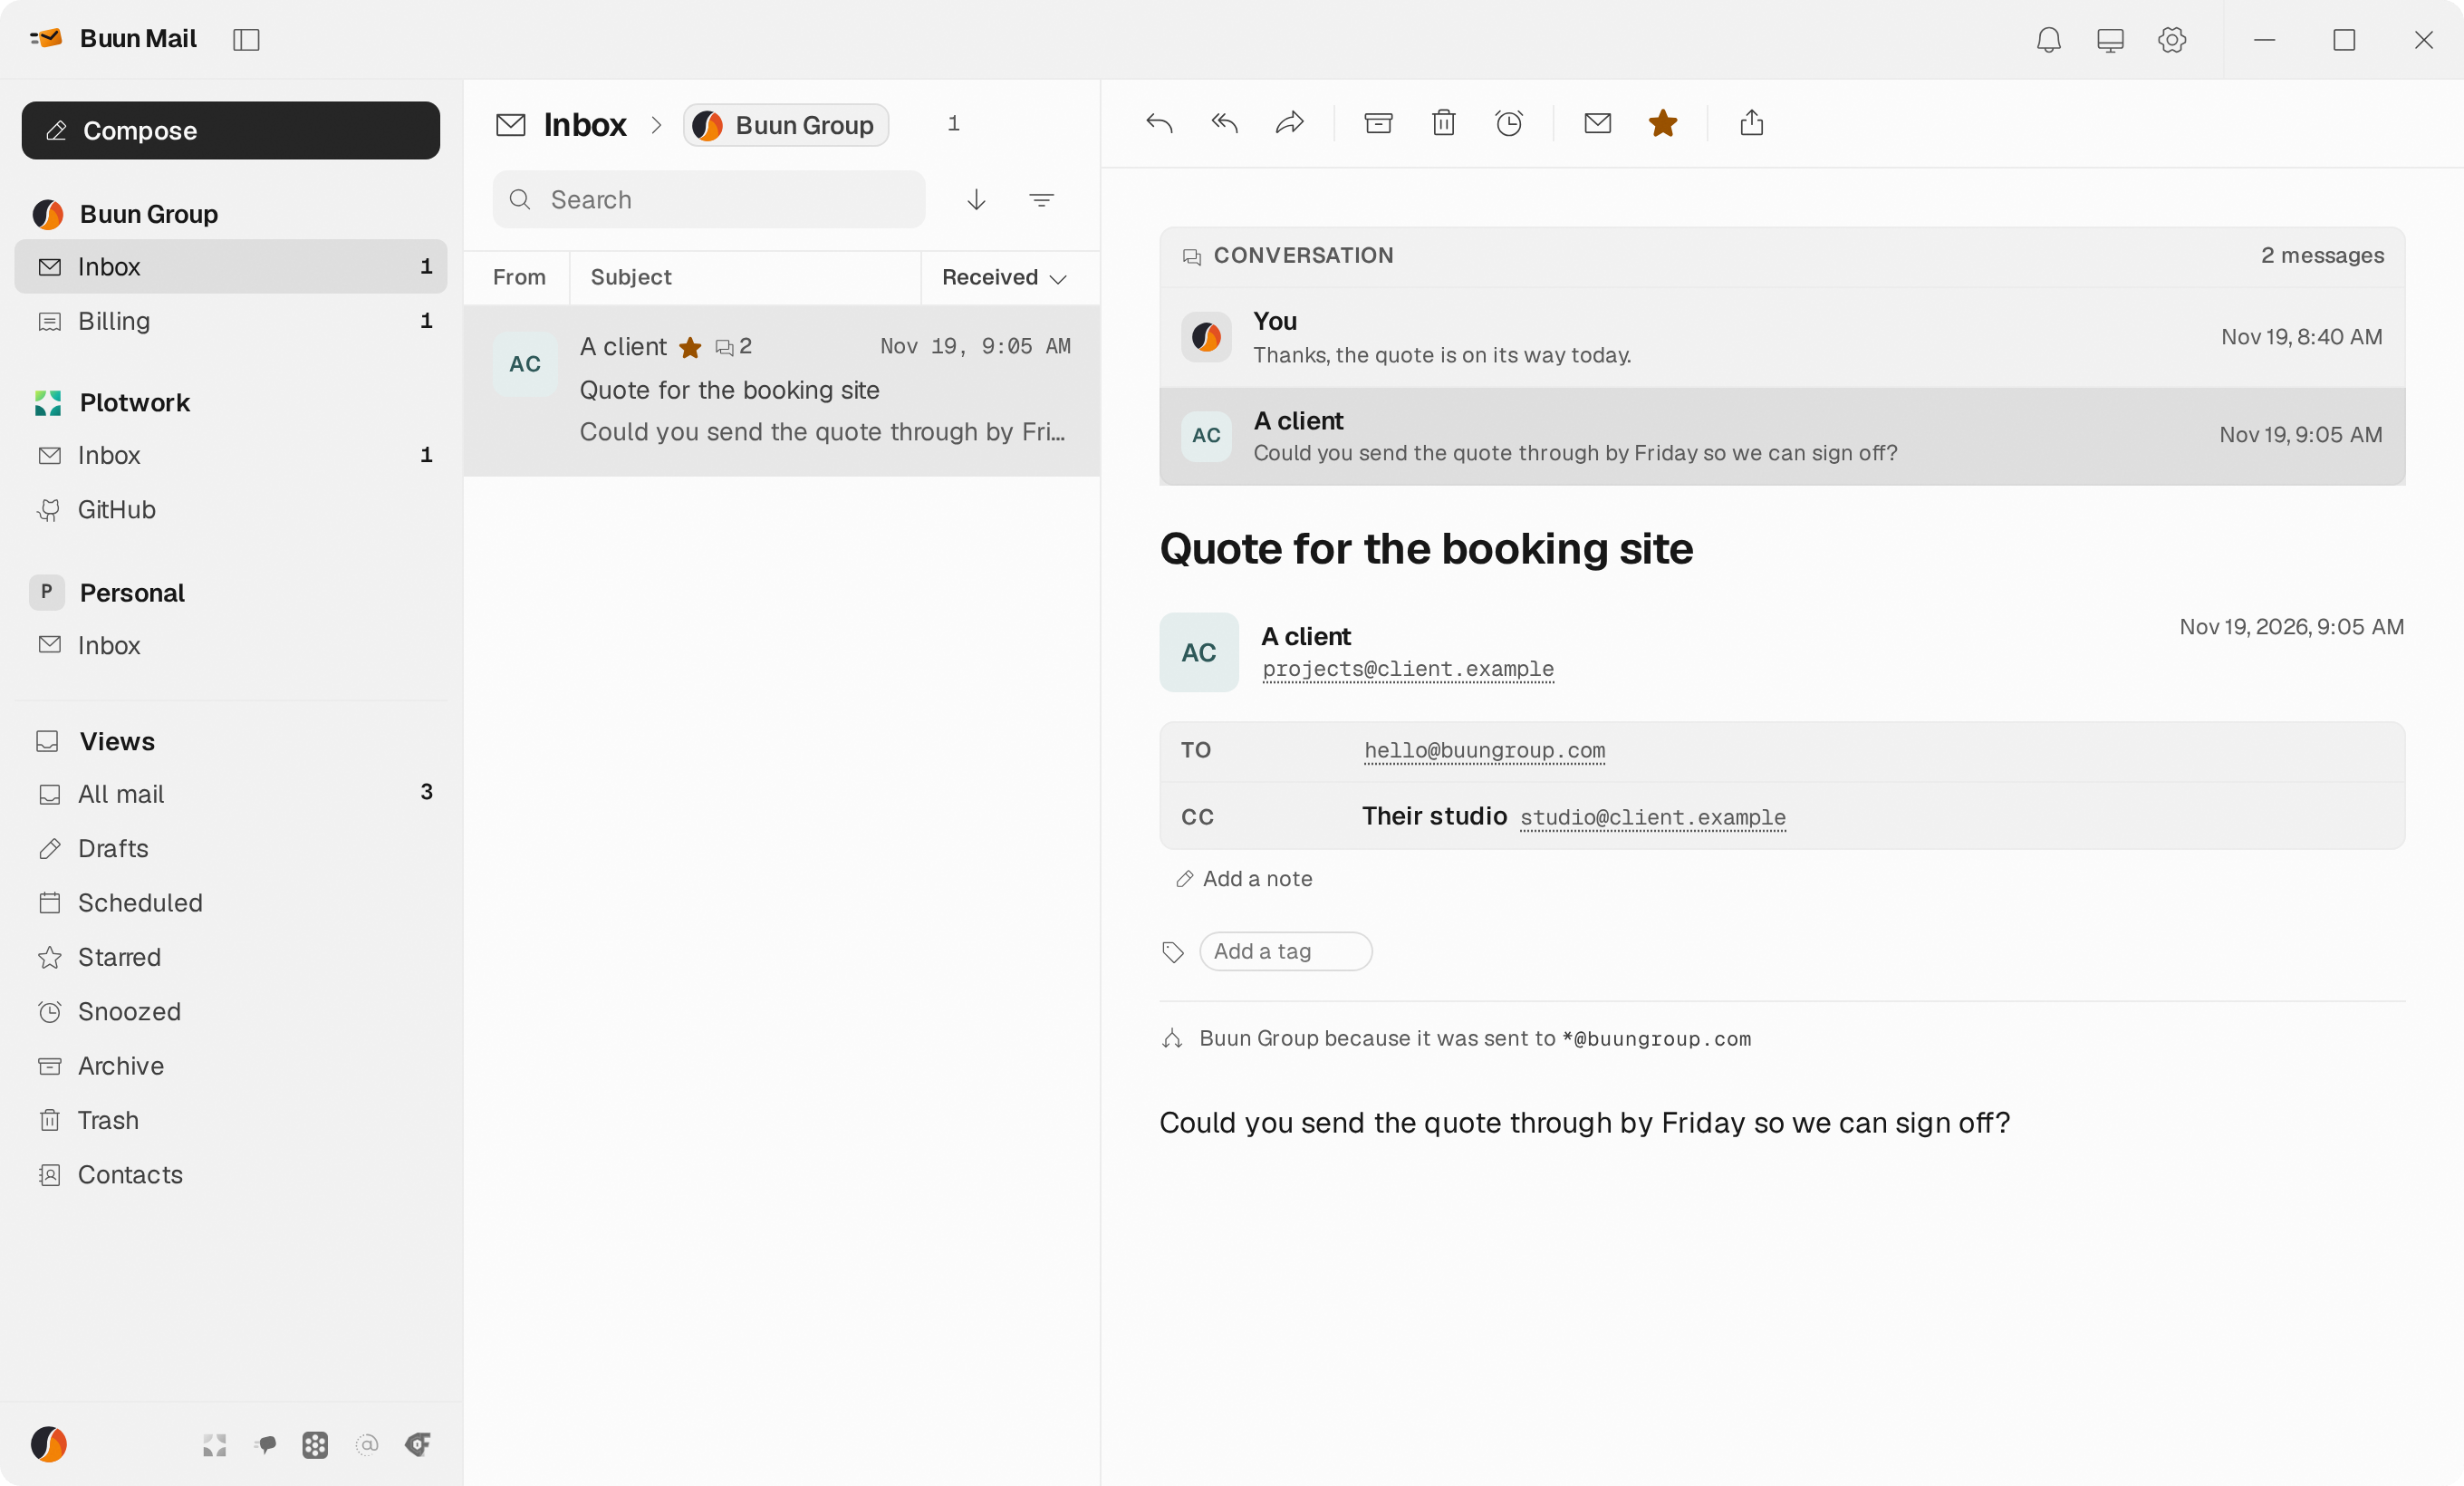 Buun Mail
Compose
Buun Group
Inbox 1
Billing 1
Plotwork
Inbox 1
GitHub
P Personal
Inbox
Views
All mail 3
Drafts
Scheduled
Starred
Snoozed
Archive
Trash
Contacts
Inbox Buun Group 1
Search
From Subject Received
AC
A client 2 Nov 19, 9:05 AM
Quote for the booking site
Could you send the quote through by Fri...
CONVERSATION 2 messages
You
Thanks, the quote is on its way today.
Nov 19, 8:40 AM
AC
A client
Could you send the quote through by Friday so we can sign off?
Nov 19, 9:05 AM
Quote for the booking site
AC
A client
projects@client.example
Nov 19, 2026, 9:05 AM
TO hello@buungroup.com
CC Their studio studio@client.example
Add a note
Add a tag
Buun Group because it was sent to *@buungroup.com
Could you send the quote through by Friday so we can sign off?